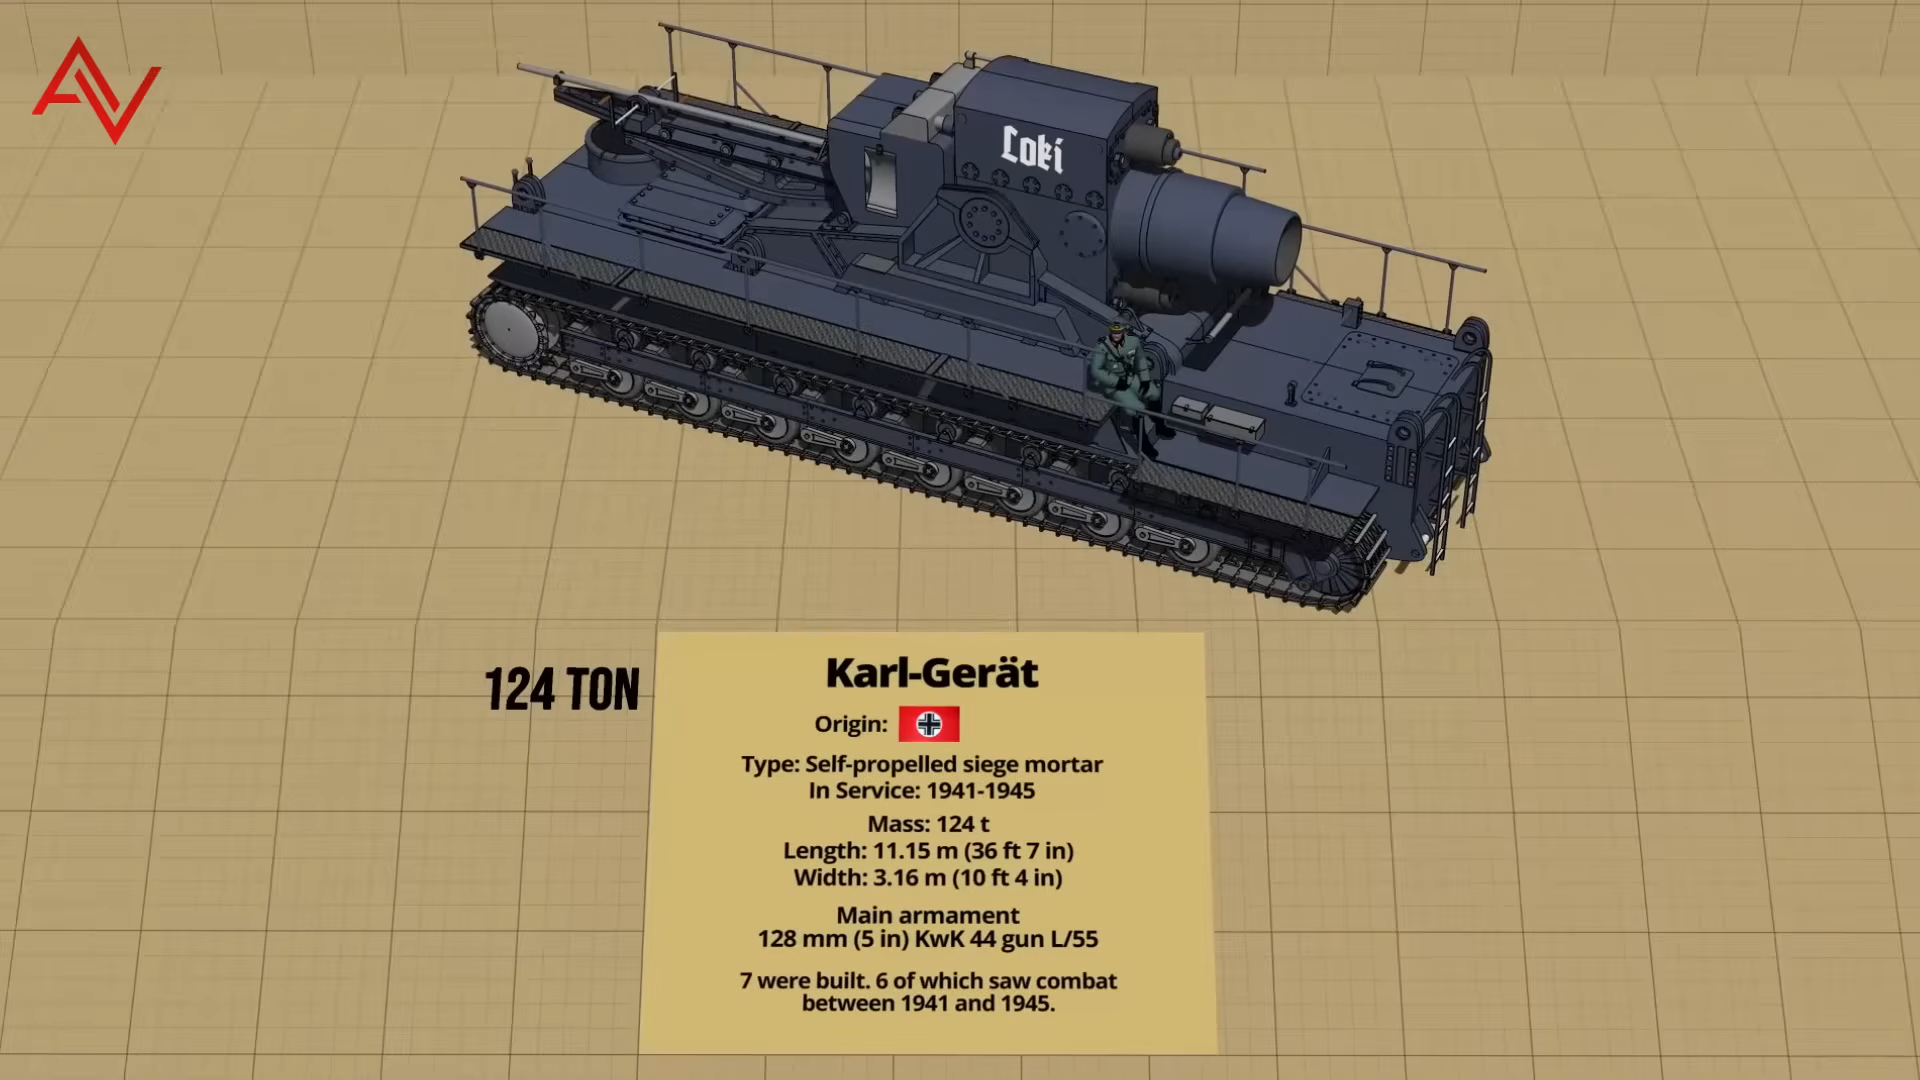 AV
Loki
124 TON
Karl-Gerät
Origin:
Type: Self-propelled siege mortar
In Service: 1941-1945
Mass: 124 t
Length: 11.15 m (36 ft 7 in)
Width: 3.16 m (10 ft 4 in)
Main armament
128 mm (5 in) KwK 44 gun L/55
7 were built. 6 of which saw combat
between 1941 and 1945.